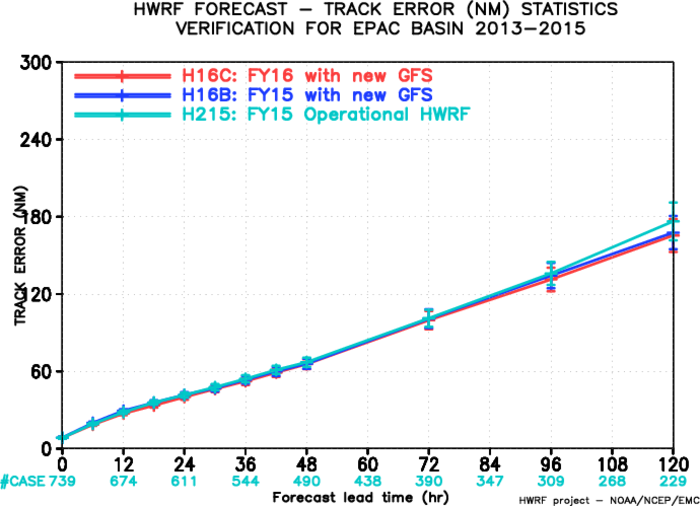 HWRF FORECAST – TRACK ERROR (NM) STATISTICS
VERIFICATION FOR EPAC BASIN 2013–2015
300
H16C: FY16 with new GFS
H16B: FY15 with new GFS
H215: FY15 Operational HWRF
240
180
TRACK ERROR (NM)
120
60
0
0 12 24 36 48 60 72 84 96 108 120
#CASE 739 674 611 544 490 438 390 347 309 268 229
Forecast lead time (hr)
HWRF project – NOAA/NCEP/EMC